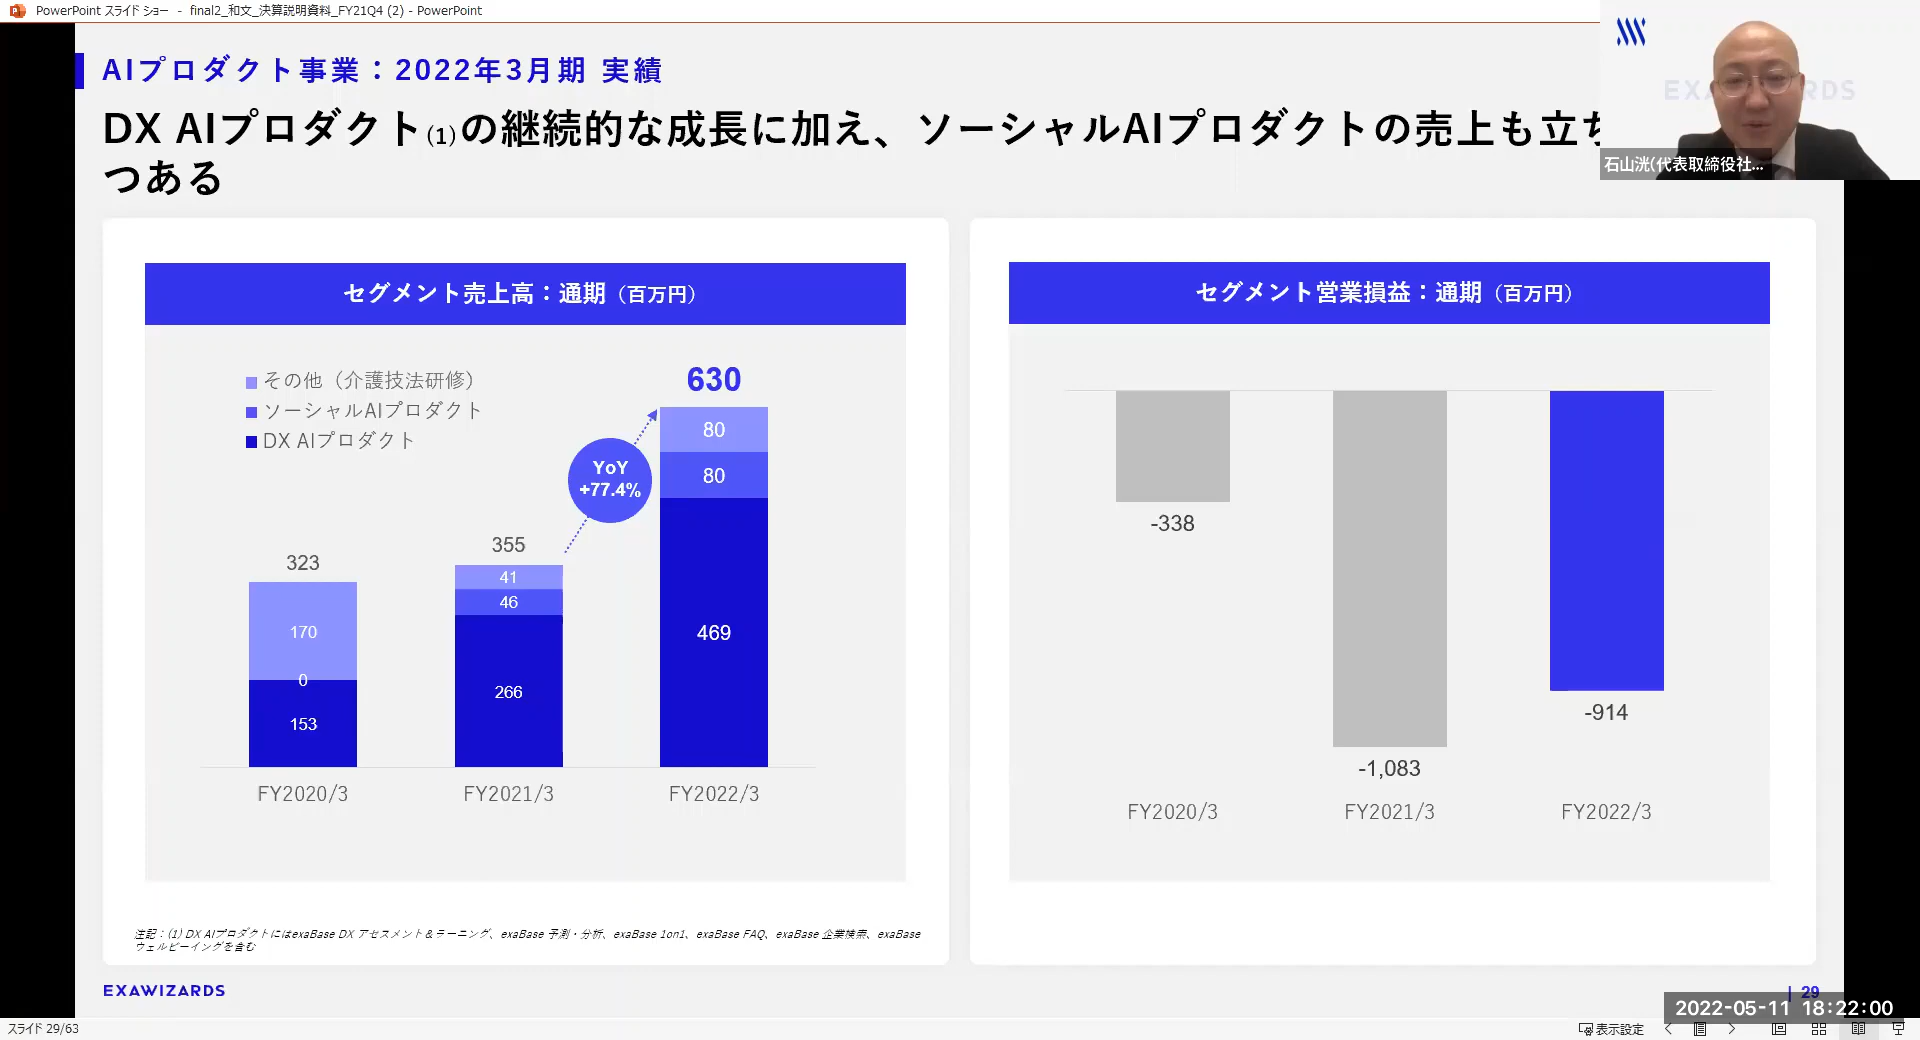 PowerPoint スライド ショー - final2_和文_決算説明資料_FY21Q4 (2) - PowerPoint
AIプロダクト事業：2022年3月期 実績
DX AIプロダクト(1)の継続的な成長に加え、ソーシャルAIプロダクトの売上も立ち
つある
EXAWIZARDS
石山洸(代表取締役社...
セグメント売上高：通期（百万円）
その他（介護技法研修）
ソーシャルAIプロダクト
DX AIプロダクト
630
80
80
469
YoY
+77.4%
355
41
46
266
323
170
0
153
FY2020/3
FY2021/3
FY2022/3
セグメント営業損益：通期（百万円）
-338
-1,083
-914
FY2020/3
FY2021/3
FY2022/3
注記：(1) DX AIプロダクトにはexaBase DX アセスメント＆ラーニング、exaBase 予測・分析、exaBase 1on1、exaBase FAQ、exaBase 企業検索、exaBase
ウェルビーイングを含む
EXAWIZARDS
| 29
2022-05-11 18:22:00
スライド 29/63
表示設定